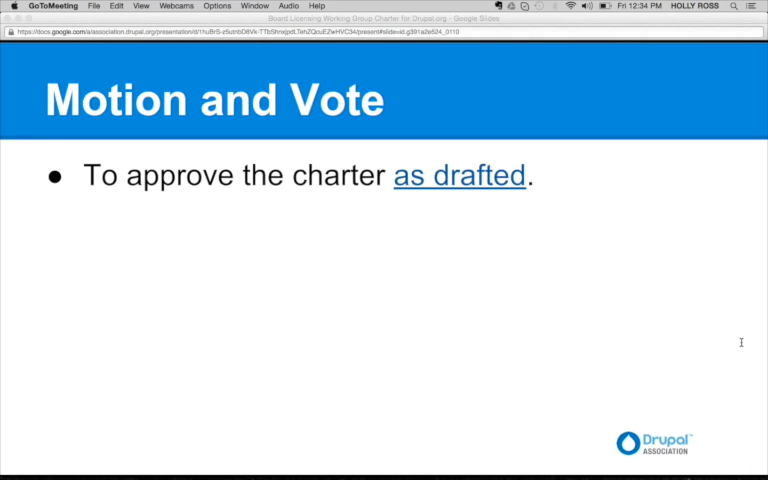 GoToMeeting File Edit View Webcams Options Window Audio Help Fri 12:34 PM HOLLY ROSS
Board Licensing Working Group Charter for Drupal.org - Google Slides
Motion and Vote
● To approve the charter as drafted.
Drupal™
ASSOCIATION